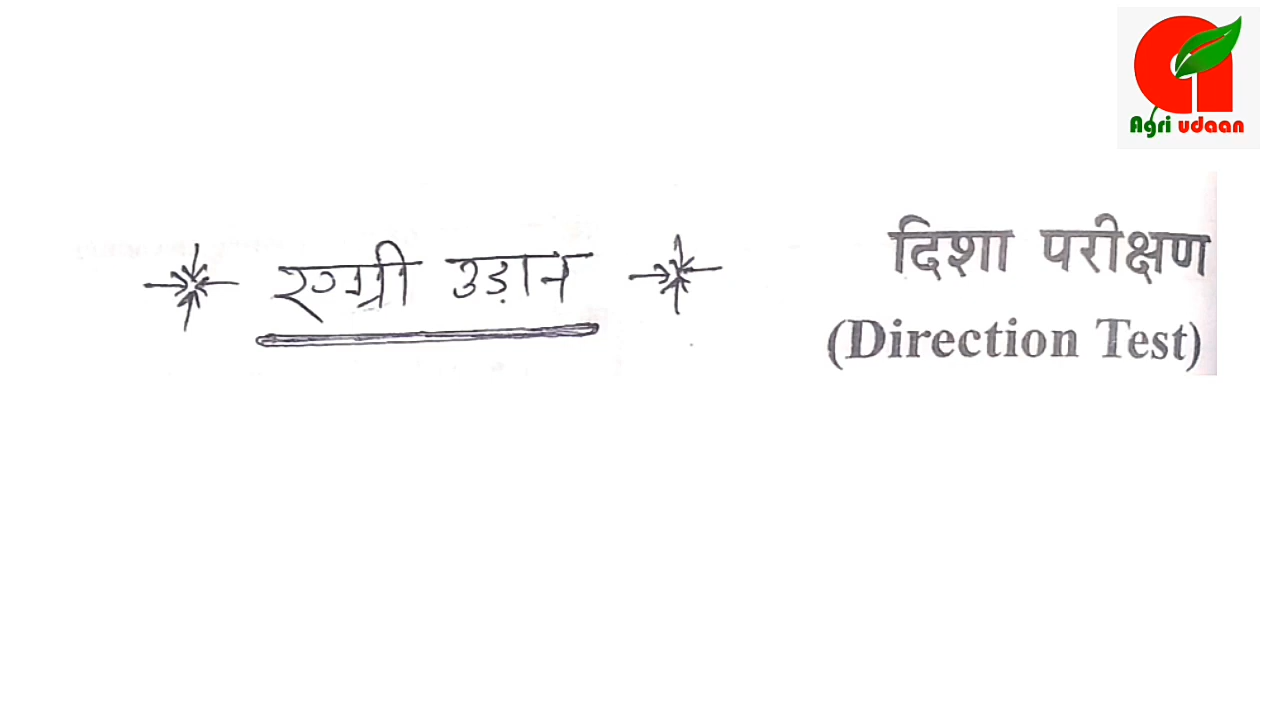 Agri udaan
एग्री उड़ान
दिशा परीक्षण
(Direction Test)